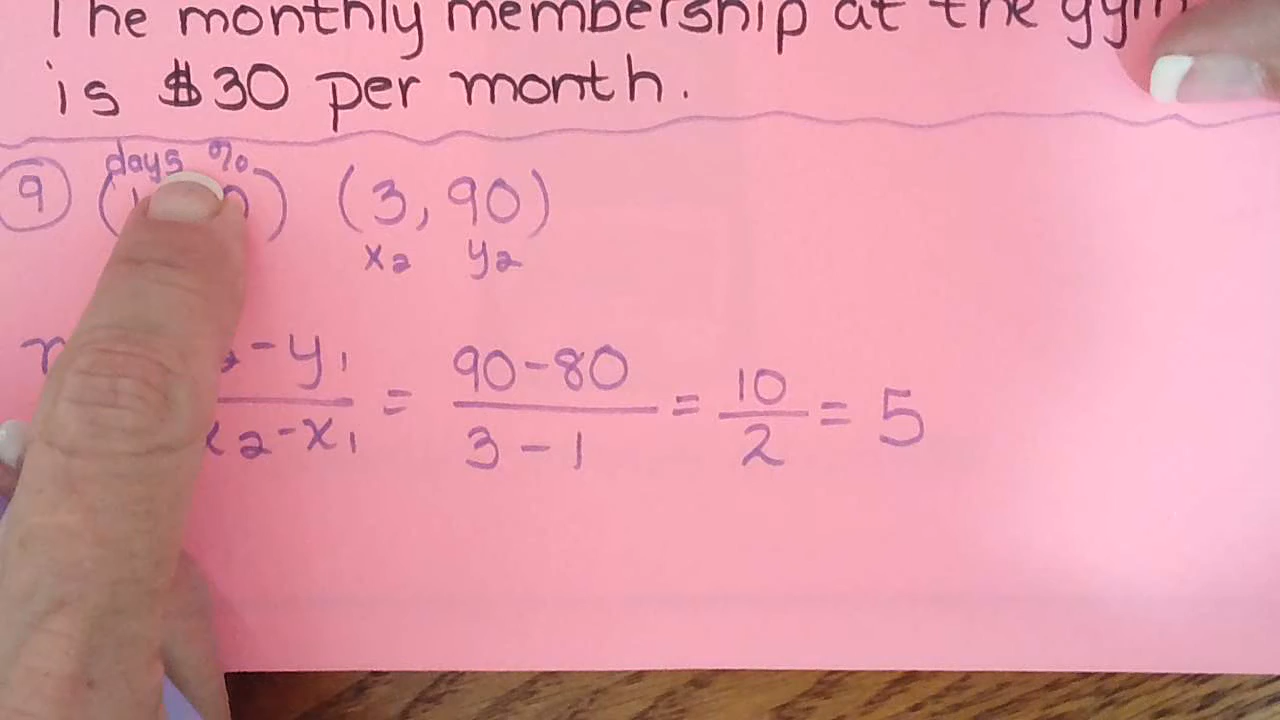 The monthly membership at the gym
is $30 per month.
days %
9 ( ) (3, 90)
x2 y2
-y1 = 90-80 = 10 = 5
x2-x1 3-1 2